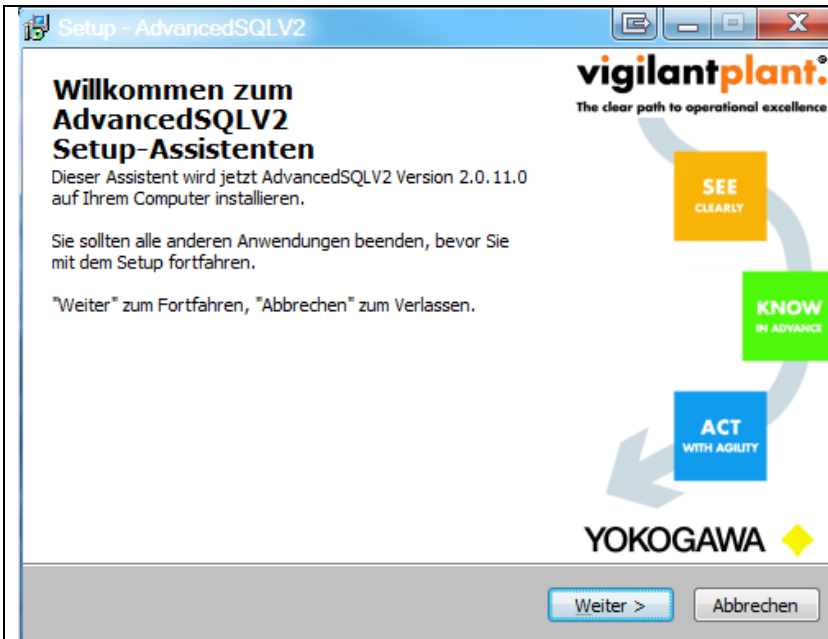 Setup - AdvancedSQLV2
vigilantplant.®
The clear path to operational excellence
Willkommen zum
AdvancedSQLV2
Setup-Assistenten
Dieser Assistent wird jetzt AdvancedSQLV2 Version 2.0.11.0
auf Ihrem Computer installieren.
Sie sollten alle anderen Anwendungen beenden, bevor Sie
mit dem Setup fortfahren.
"Weiter" zum Fortfahren, "Abbrechen" zum Verlassen.
SEE
CLEARLY
KNOW
IN ADVANCE
ACT
WITH AGILITY
YOKOGAWA
Weiter >
Abbrechen